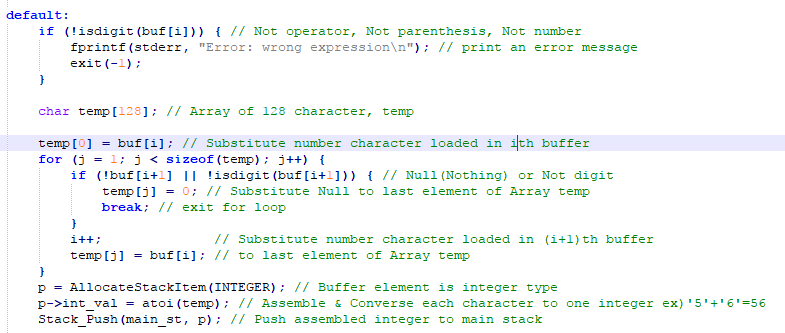 default:
if (!isdigit(buf[i])) { // Not operator, Not parenthesis, Not number
fprintf(stderr, "Error: wrong expression\n"); // print an error message
exit(-1);
}
char temp[128]; // Array of 128 character, temp
temp[0] = buf[i]; // Substitute number character loaded in ith buffer
for (j = 1; j < sizeof(temp); j++) {
if (!buf[i+1] || !isdigit(buf[i+1])) { // Null(Nothing) or Not digit
temp[j] = 0; // Substitute Null to last element of Array temp
break; // exit for loop
}
i++; // Substitute number character loaded in (i+1)th buffer
temp[j] = buf[i]; // to last element of Array temp
}
p = AllocateStackItem(INTEGER); // Buffer element is integer type
p->int_val = atoi(temp); // Assemble & Converse each character to one integer ex)'5'+'6'=56
Stack_Push(main_st, p); // Push assembled integer to main stack